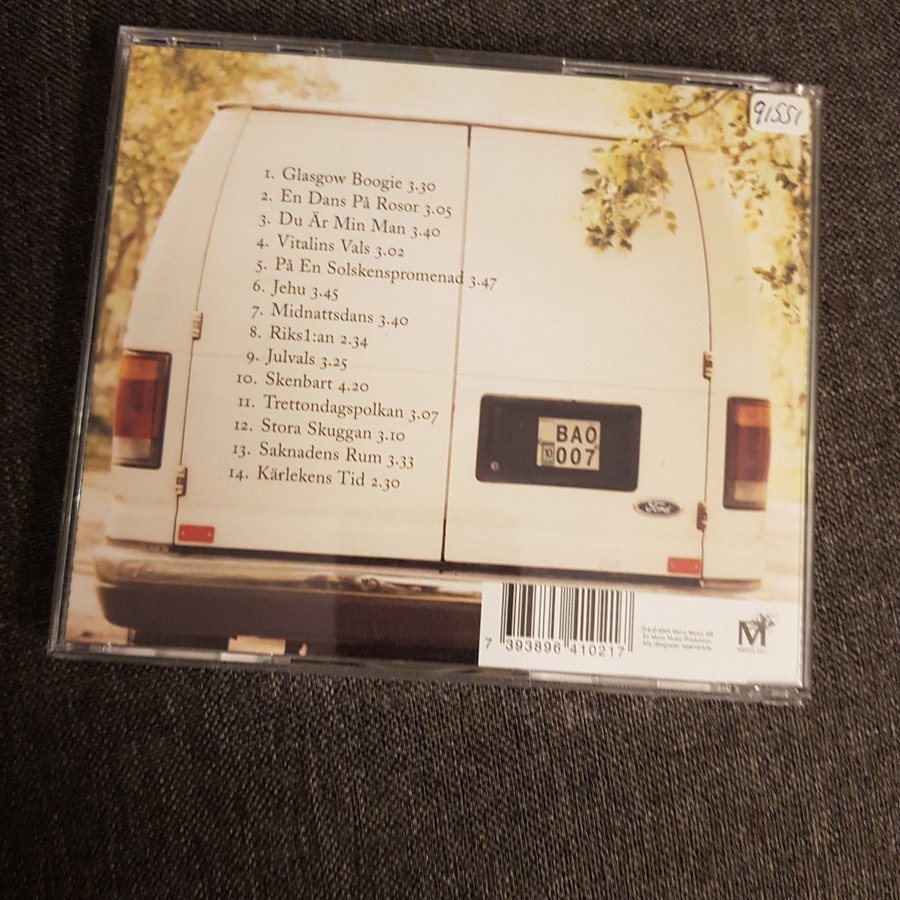 91551
1. Glasgow Boogie 3.30
2. En Dans På Rosor 3.05
3. Du Är Min Man 3.40
4. Vitalins Vals 3.02
5. På En Solskenspromenad 3.47
6. Jehu 3.45
7. Midnattsdans 3.40
8. Riks1:an 2.34
9. Julvals 3.25
10. Skenbart 4.20
11. Trettondagspolkan 3.07
12. Stora Skuggan 3.10
13. Saknadens Rum 3.33
14. Kärlekens Tid 2.30
BAO
10 007
Ford
7 393896 410217
M